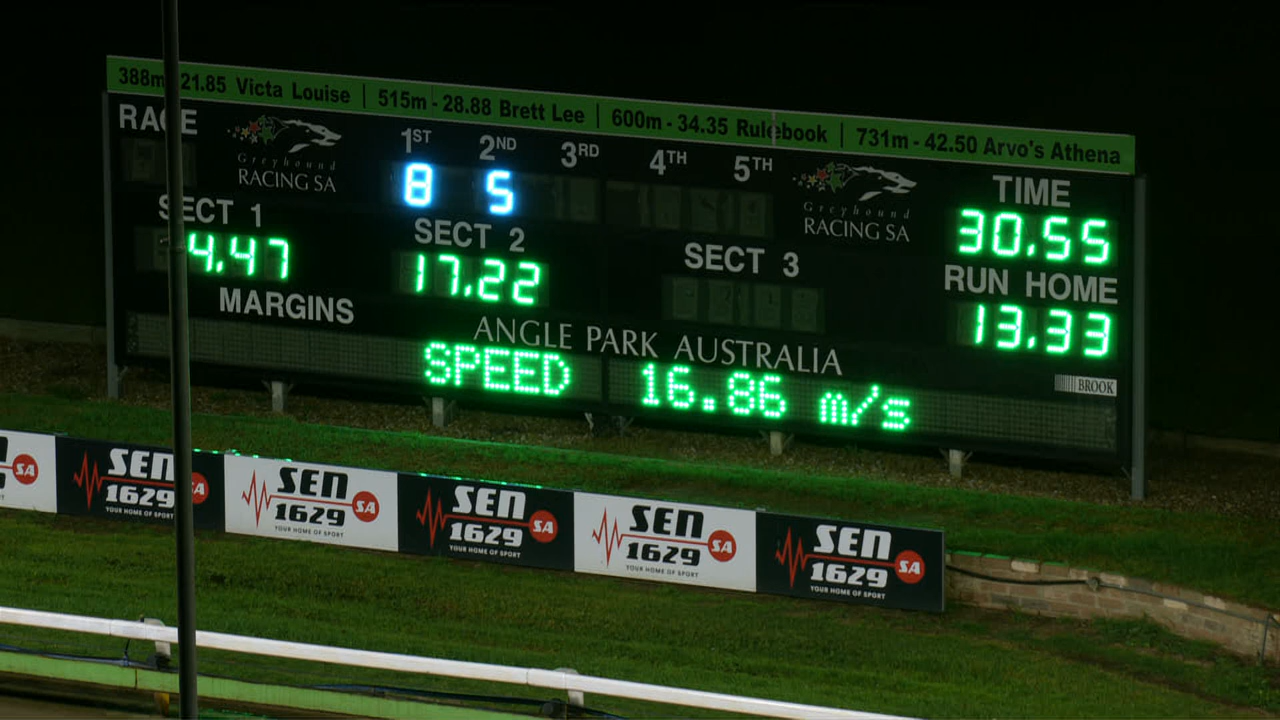 388m - 21.85 Victa Louise | 515m - 28.88 Brett Lee | 600m - 34.35 Rulebook | 731m - 42.50 Arvo's Athena
RACE
Greyhound
RACING SA
1ST 2ND 3RD 4TH 5TH
8 5
Greyhound
RACING SA
TIME
30.55
SECT 1
4.47
SECT 2
17.22
SECT 3
RUN HOME
13.33
MARGINS
ANGLE PARK AUSTRALIA
SPEED 16.86 m/s
BROOK
SA
SEN
1629 SA
YOUR HOME OF SPORT
SEN
1629 SA
YOUR HOME OF SPORT
SEN
1629 SA
YOUR HOME OF SPORT
SEN
1629 SA
YOUR HOME OF SPORT
SEN
1629 SA
YOUR HOME OF SPORT